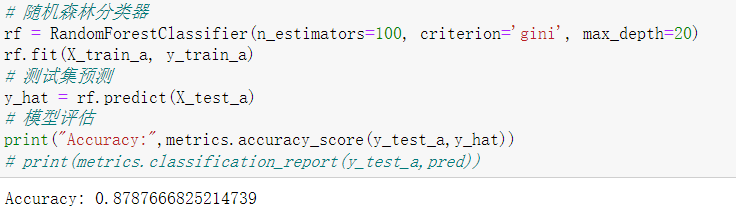 # 随机森林分类器
rf = RandomForestClassifier(n_estimators=100, criterion='gini', max_depth=20)
rf.fit(X_train_a, y_train_a)
# 测试集预测
y_hat = rf.predict(X_test_a)
# 模型评估
print("Accuracy:",metrics.accuracy_score(y_test_a,y_hat))
# print(metrics.classification_report(y_test_a,pred))
Accuracy: 0.8787666825214739